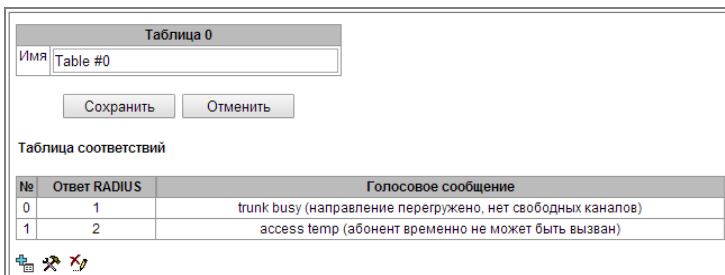 Таблица 0
Имя Table #0
Сохранить Отменить
Таблица соответствий
№ Ответ RADIUS Голосовое сообщение
0 1 trunk busy (направление перегружено, нет свободных каналов)
1 2 access temp (абонент временно не может быть вызван)